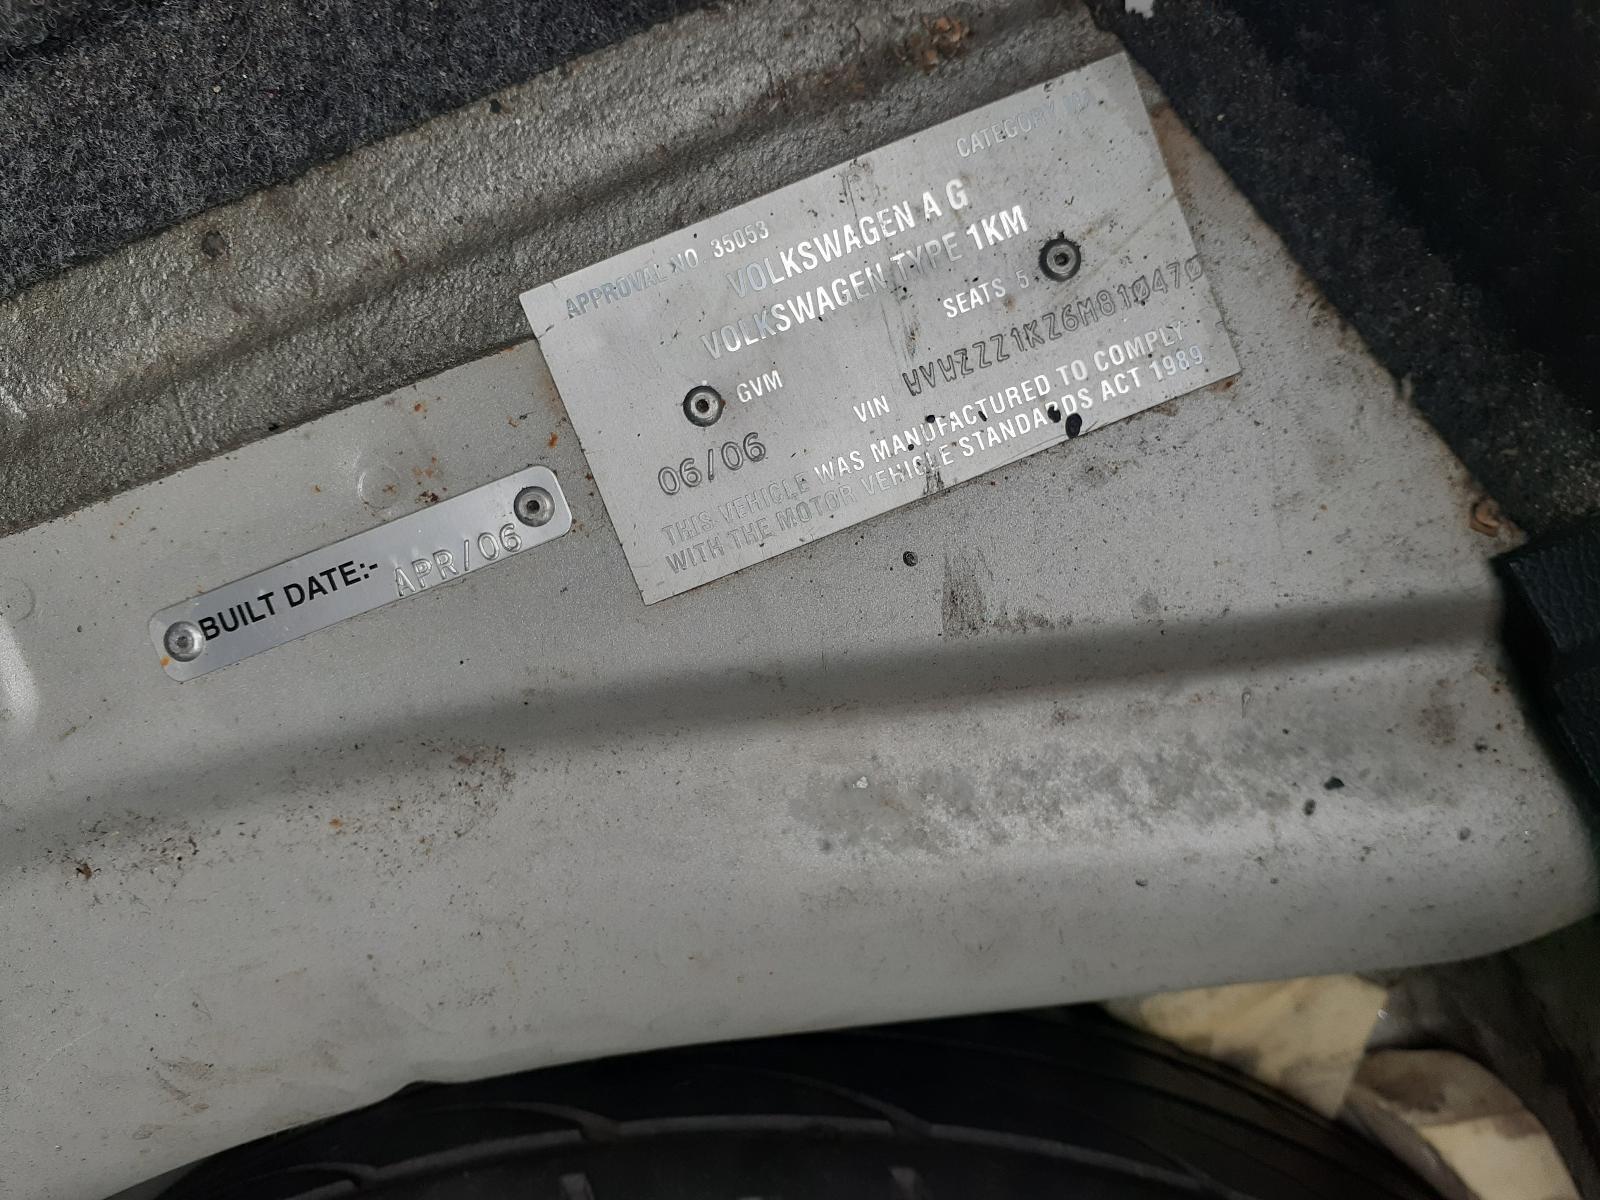 APPROVAL NO. 35053 CATEGORY MA
VOLKSWAGEN A G
VOLKSWAGEN TYPE 1KM
SEATS 5
GVM
VIN WVWZZZ1KZ6M810470
06/06
THIS VEHICLE WAS MANUFACTURED TO COMPLY
WITH THE MOTOR VEHICLE STANDARDS ACT 1989
BUILT DATE:- APR/06